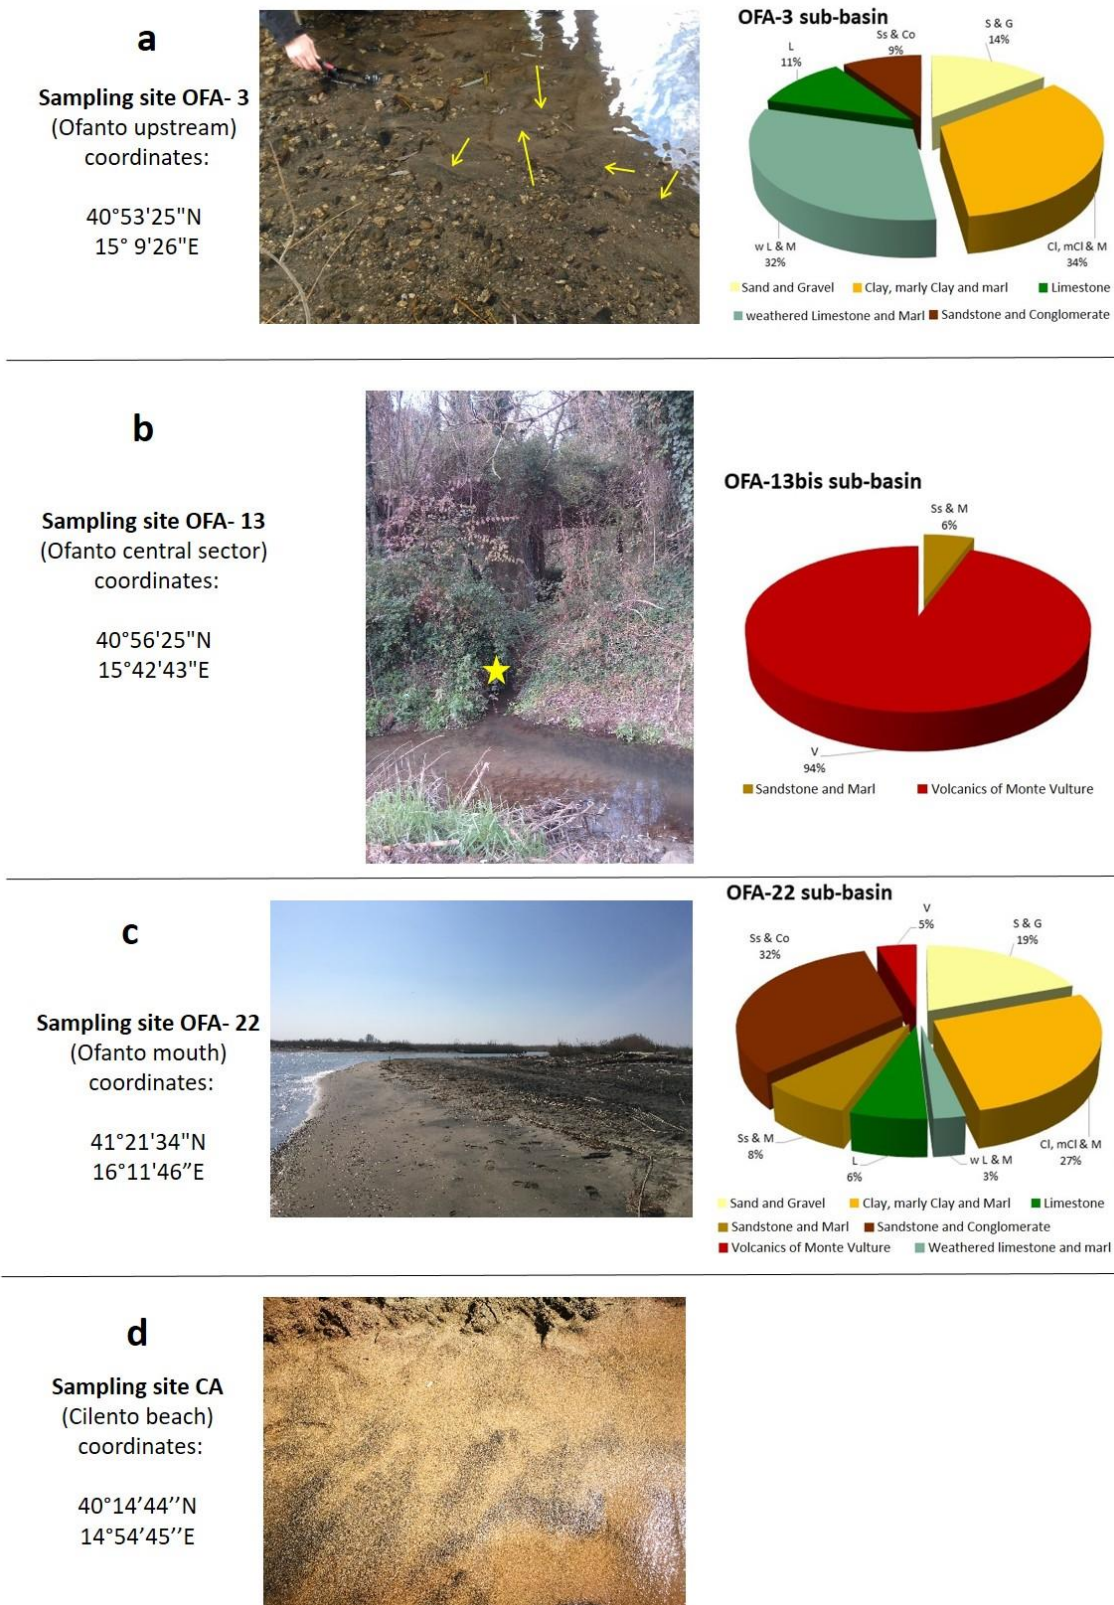 a
Sampling site OFA- 3
(Ofanto upstream)
coordinates:
40°53'25"N
15° 9'26"E
OFA-3 sub-basin
Ss & Co
9%
S & G
14%
L
11%
w L & M
32%
Cl, mCl & M
34%
Sand and Gravel
Clay, marly Clay and marl
Limestone
weathered Limestone and Marl
Sandstone and Conglomerate
b
Sampling site OFA- 13
(Ofanto central sector)
coordinates:
40°56'25"N
15°42'43"E
OFA-13bis sub-basin
Ss & M
6%
V
94%
Sandstone and Marl
Volcanics of Monte Vulture
c
Sampling site OFA- 22
(Ofanto mouth)
coordinates:
41°21'34"N
16°11'46”E
OFA-22 sub-basin
V
5%
S & G
19%
Ss & Co
32%
Ss & M
8%
L
6%
w L & M
3%
Cl, mCl & M
27%
Sand and Gravel
Clay, marly Clay and Marl
Limestone
Sandstone and Marl
Sandstone and Conglomerate
Volcanics of Monte Vulture
Weathered limestone and marl
d
Sampling site CA
(Cilento beach)
coordinates:
40°14’44’’N
14°54’45’’E